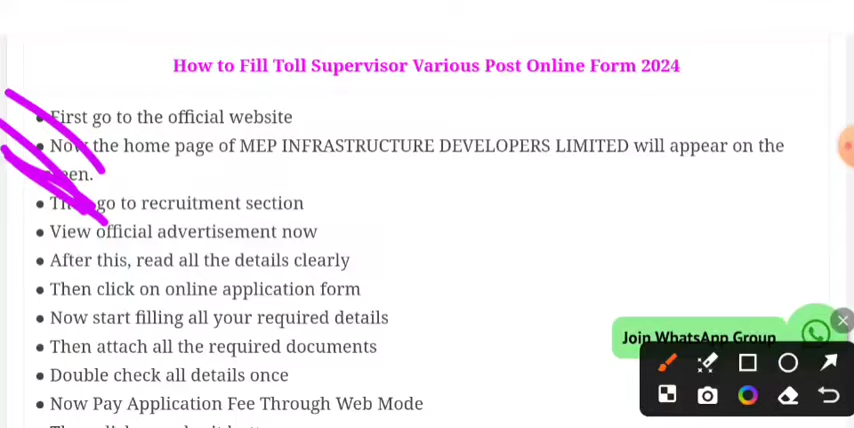 How to Fill Toll Supervisor Various Post Online Form 2024
● First go to the official website
● Now the home page of MEP INFRASTRUCTURE DEVELOPERS LIMITED will appear on the
● go to recruitment section
● View official advertisement now
● After this, read all the details clearly
● Then click on online application form
● Now start filling all your required details
● Then attach all the required documents
● Double check all details once
● Now Pay Application Fee Through Web Mode
Join WhatsApp Group